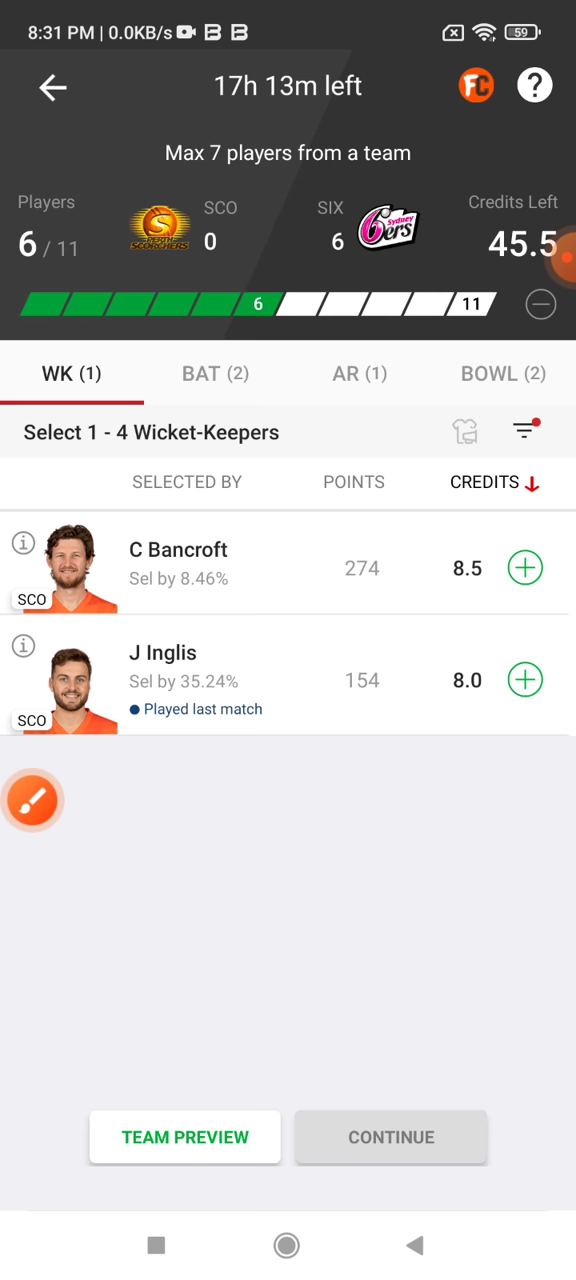 8:31 PM | 0.0KB/s B B 59
17h 13m left FC ?
Max 7 players from a team
Players SCO SIX Credits Left
6 / 11 0 6 45.5
PERTH SCORCHERS
Sydney
6ers
6 11
WK (1) BAT (2) AR (1) BOWL (2)
Select 1 - 4 Wicket-Keepers
SELECTED BY POINTS CREDITS
C Bancroft
Sel by 8.46% 274 8.5
SCO
J Inglis
Sel by 35.24% 154 8.0
Played last match
SCO
TEAM PREVIEW CONTINUE